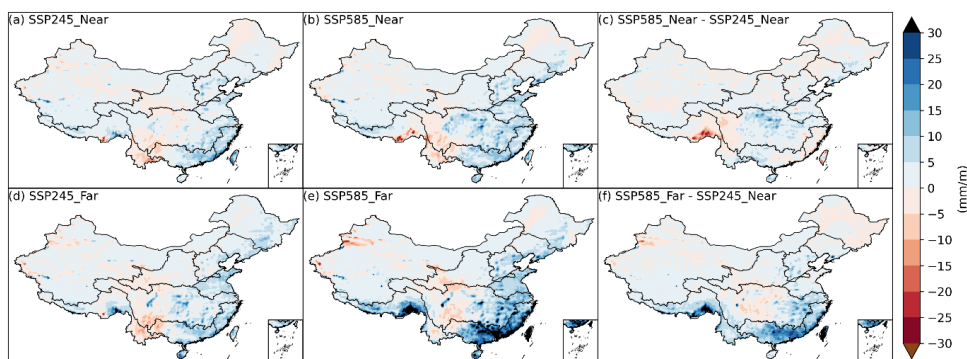 (a) SSP245_Near
(b) SSP585_Near
(c) SSP585_Near - SSP245_Near
(d) SSP245_Far
(e) SSP585_Far
(f) SSP585_Far - SSP245_Near
30
25
20
15
10
5
0
−5
−10
−15
−20
−25
−30
(mm/m)